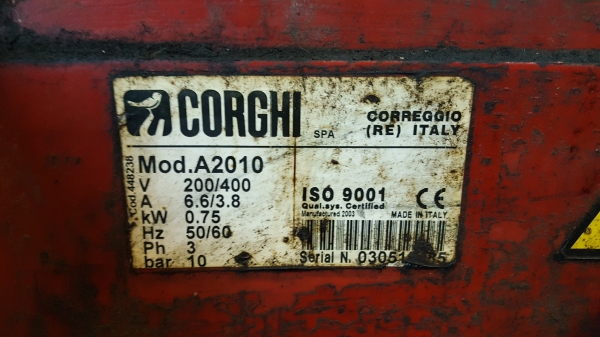 CORGHI SPA
CORREGGIO
(RE) ITALY
Cod. 448238
Mod.A2010
V 200/400
A 6.6/3.8
kW 0.75
Hz 50/60
Ph 3
bar 10
ISO 9001 CE
Qual.sys. Certified
Manufactured 2003 MADE IN ITALY
Serial N.